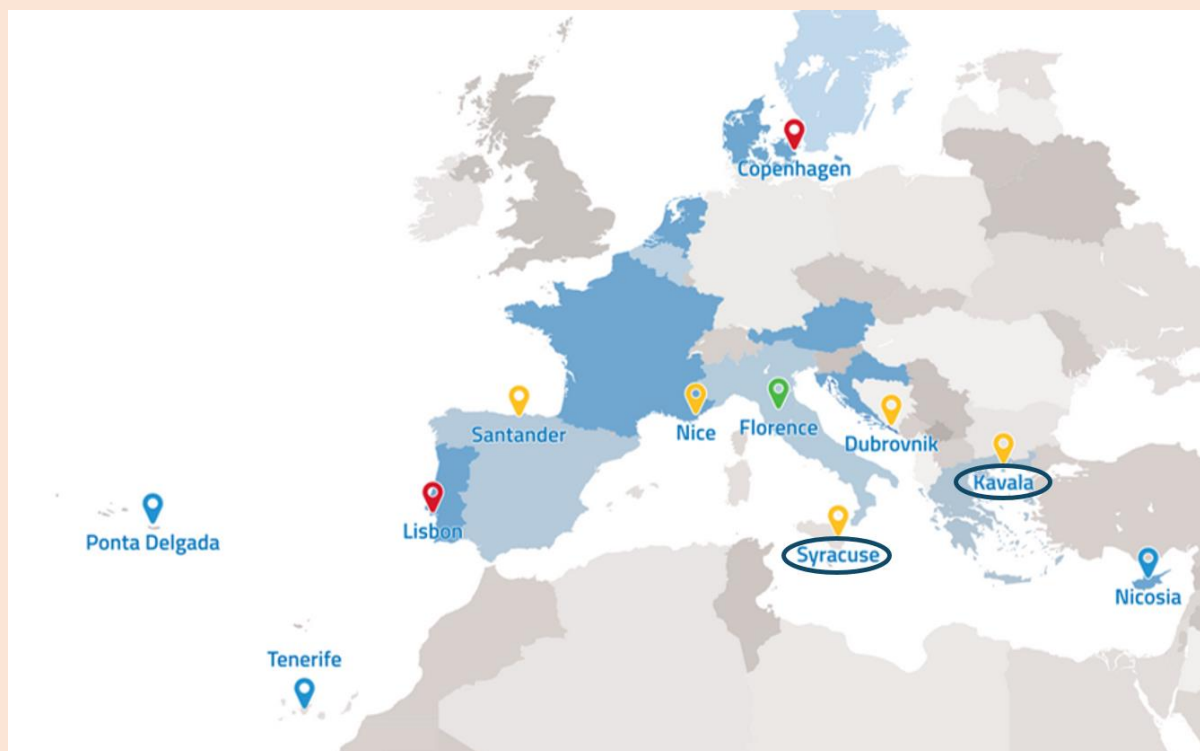 Copenhagen
Santander
Nice
Florence
Dubrovnik
Kavala
Lisbon
Ponta Delgada
Syracuse
Nicosia
Tenerife